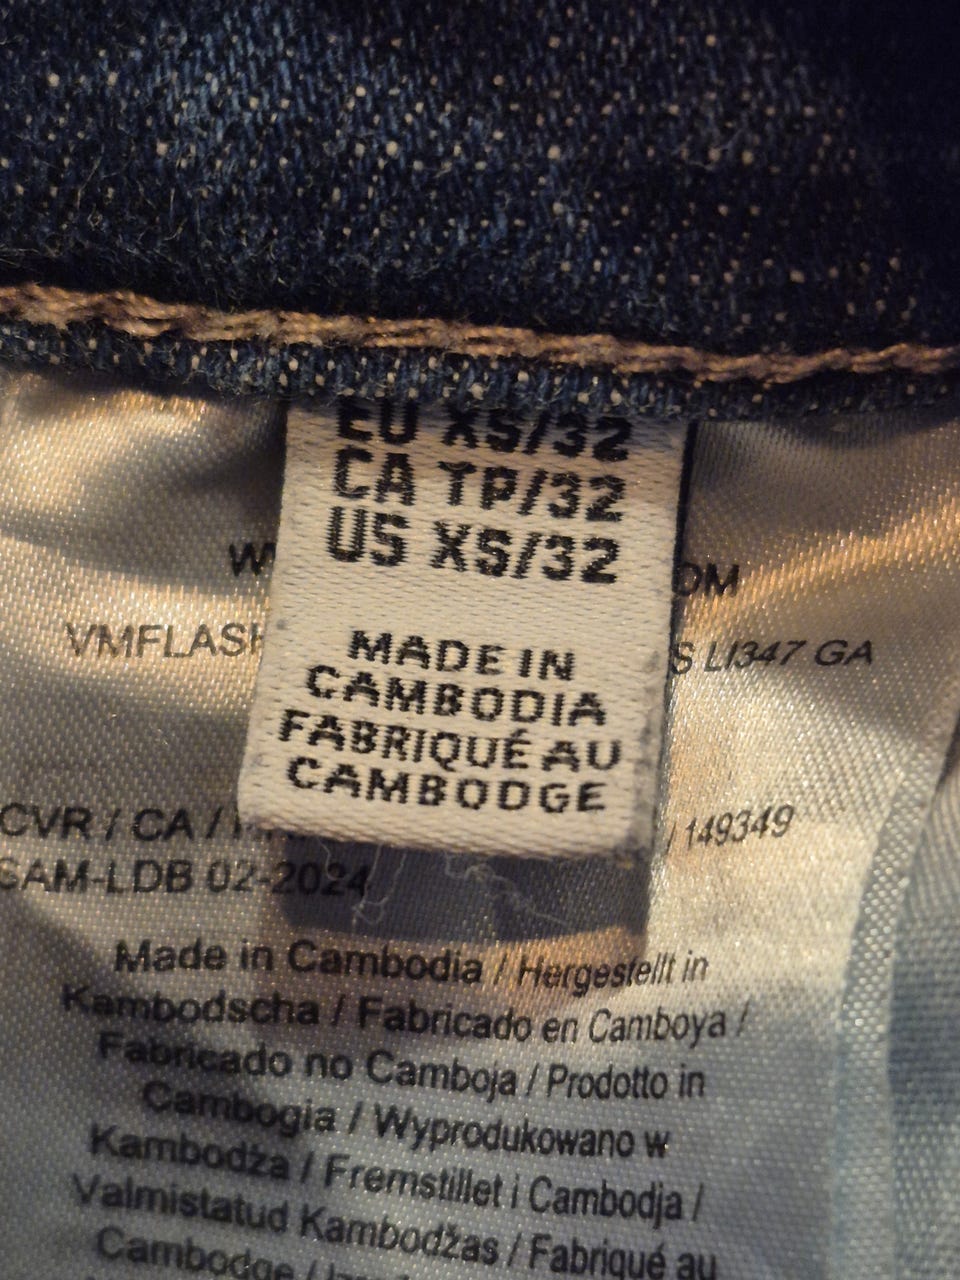 EU XS/32
CA TP/32
US XS/32
MADE IN
CAMBODIA
FABRIQUÉ AU
CAMBODGE
VMFLASH
S LI347 GA
CVR / CA /
/ 149349
SAM-LDB 02-2024
Made in Cambodia / Hergestellt in
Kambodscha / Fabricado en Camboya /
Fabricado no Camboja / Prodotto in
Cambogia / Wyprodukowano w
Kambodża / Fremstillet i Cambodja /
Valmistatud Kambodžas / Fabriqué au
Cambodge /